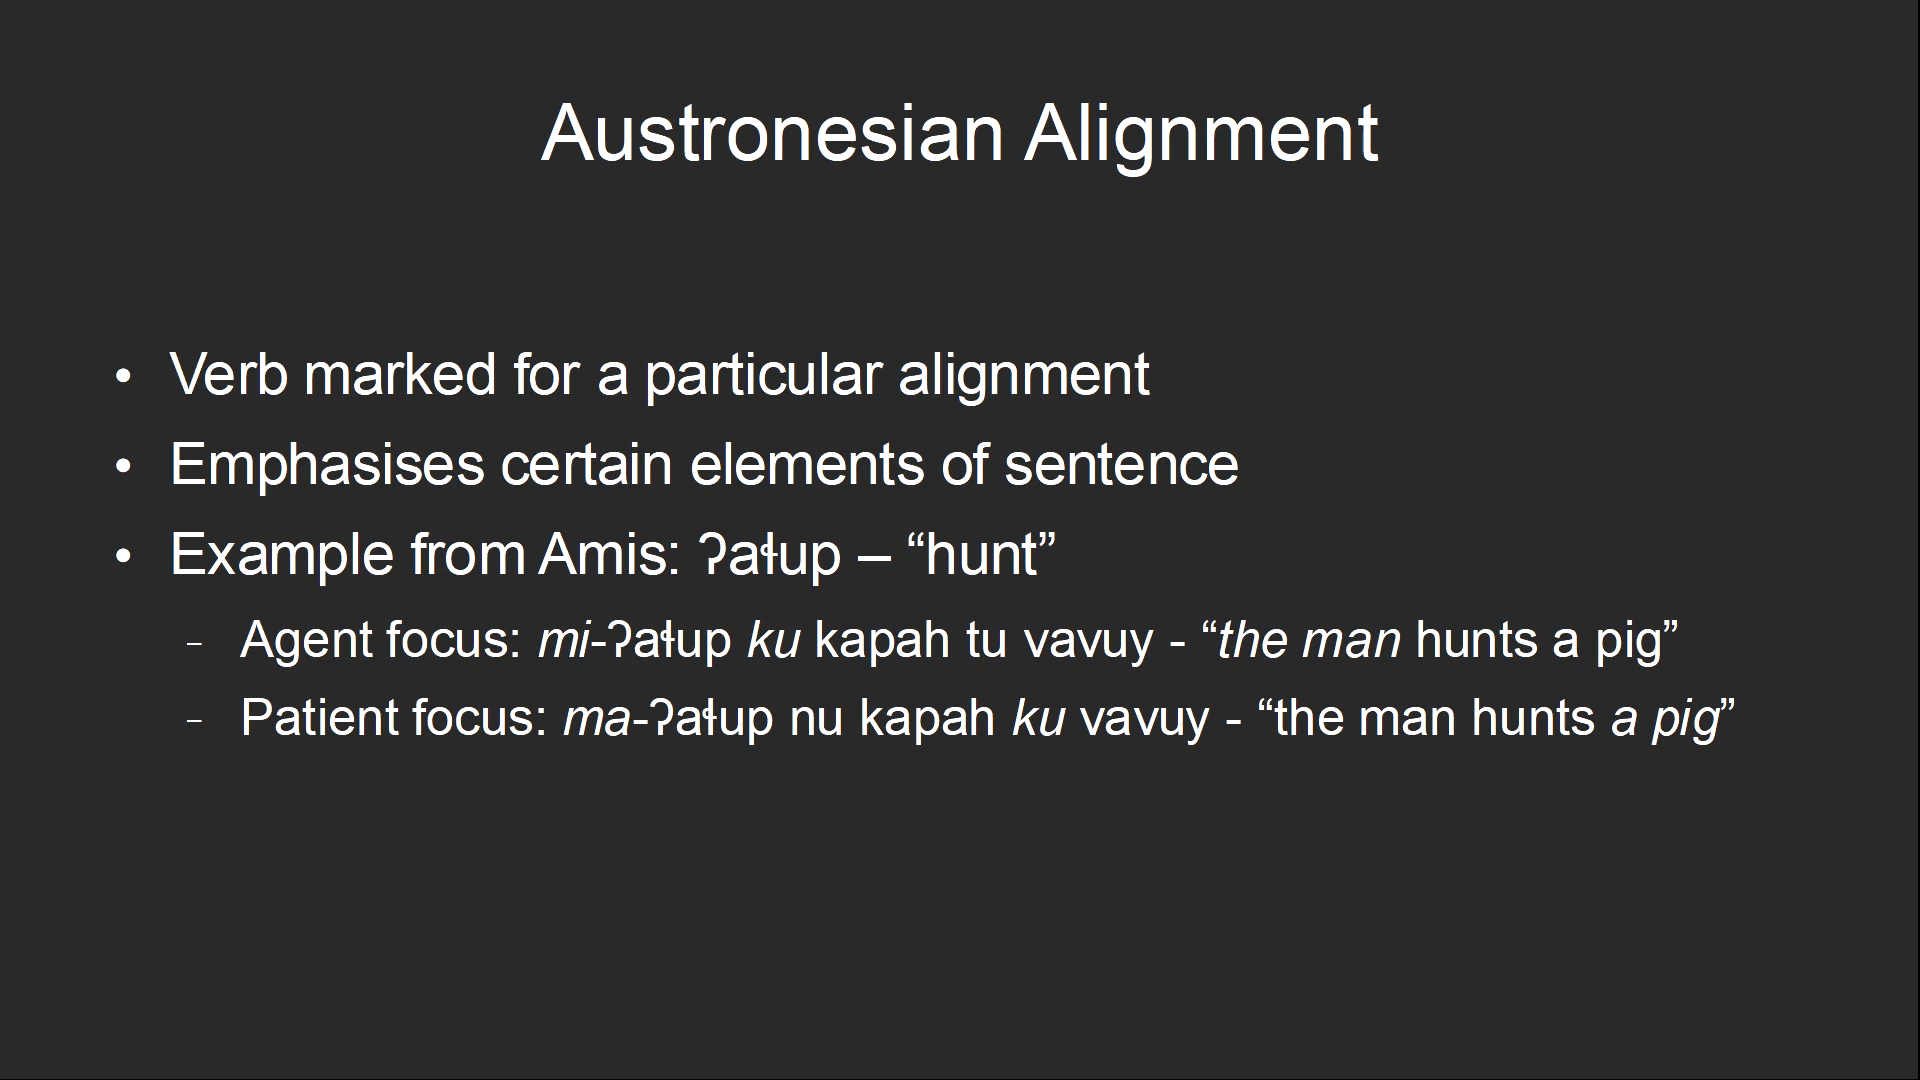 Austronesian Alignment
• Verb marked for a particular alignment
• Emphasises certain elements of sentence
• Example from Amis: ʔaɬup – “hunt”
– Agent focus: mi-ʔaɬup ku kapah tu vavuy - “the man hunts a pig”
– Patient focus: ma-ʔaɬup nu kapah ku vavuy - “the man hunts a pig”